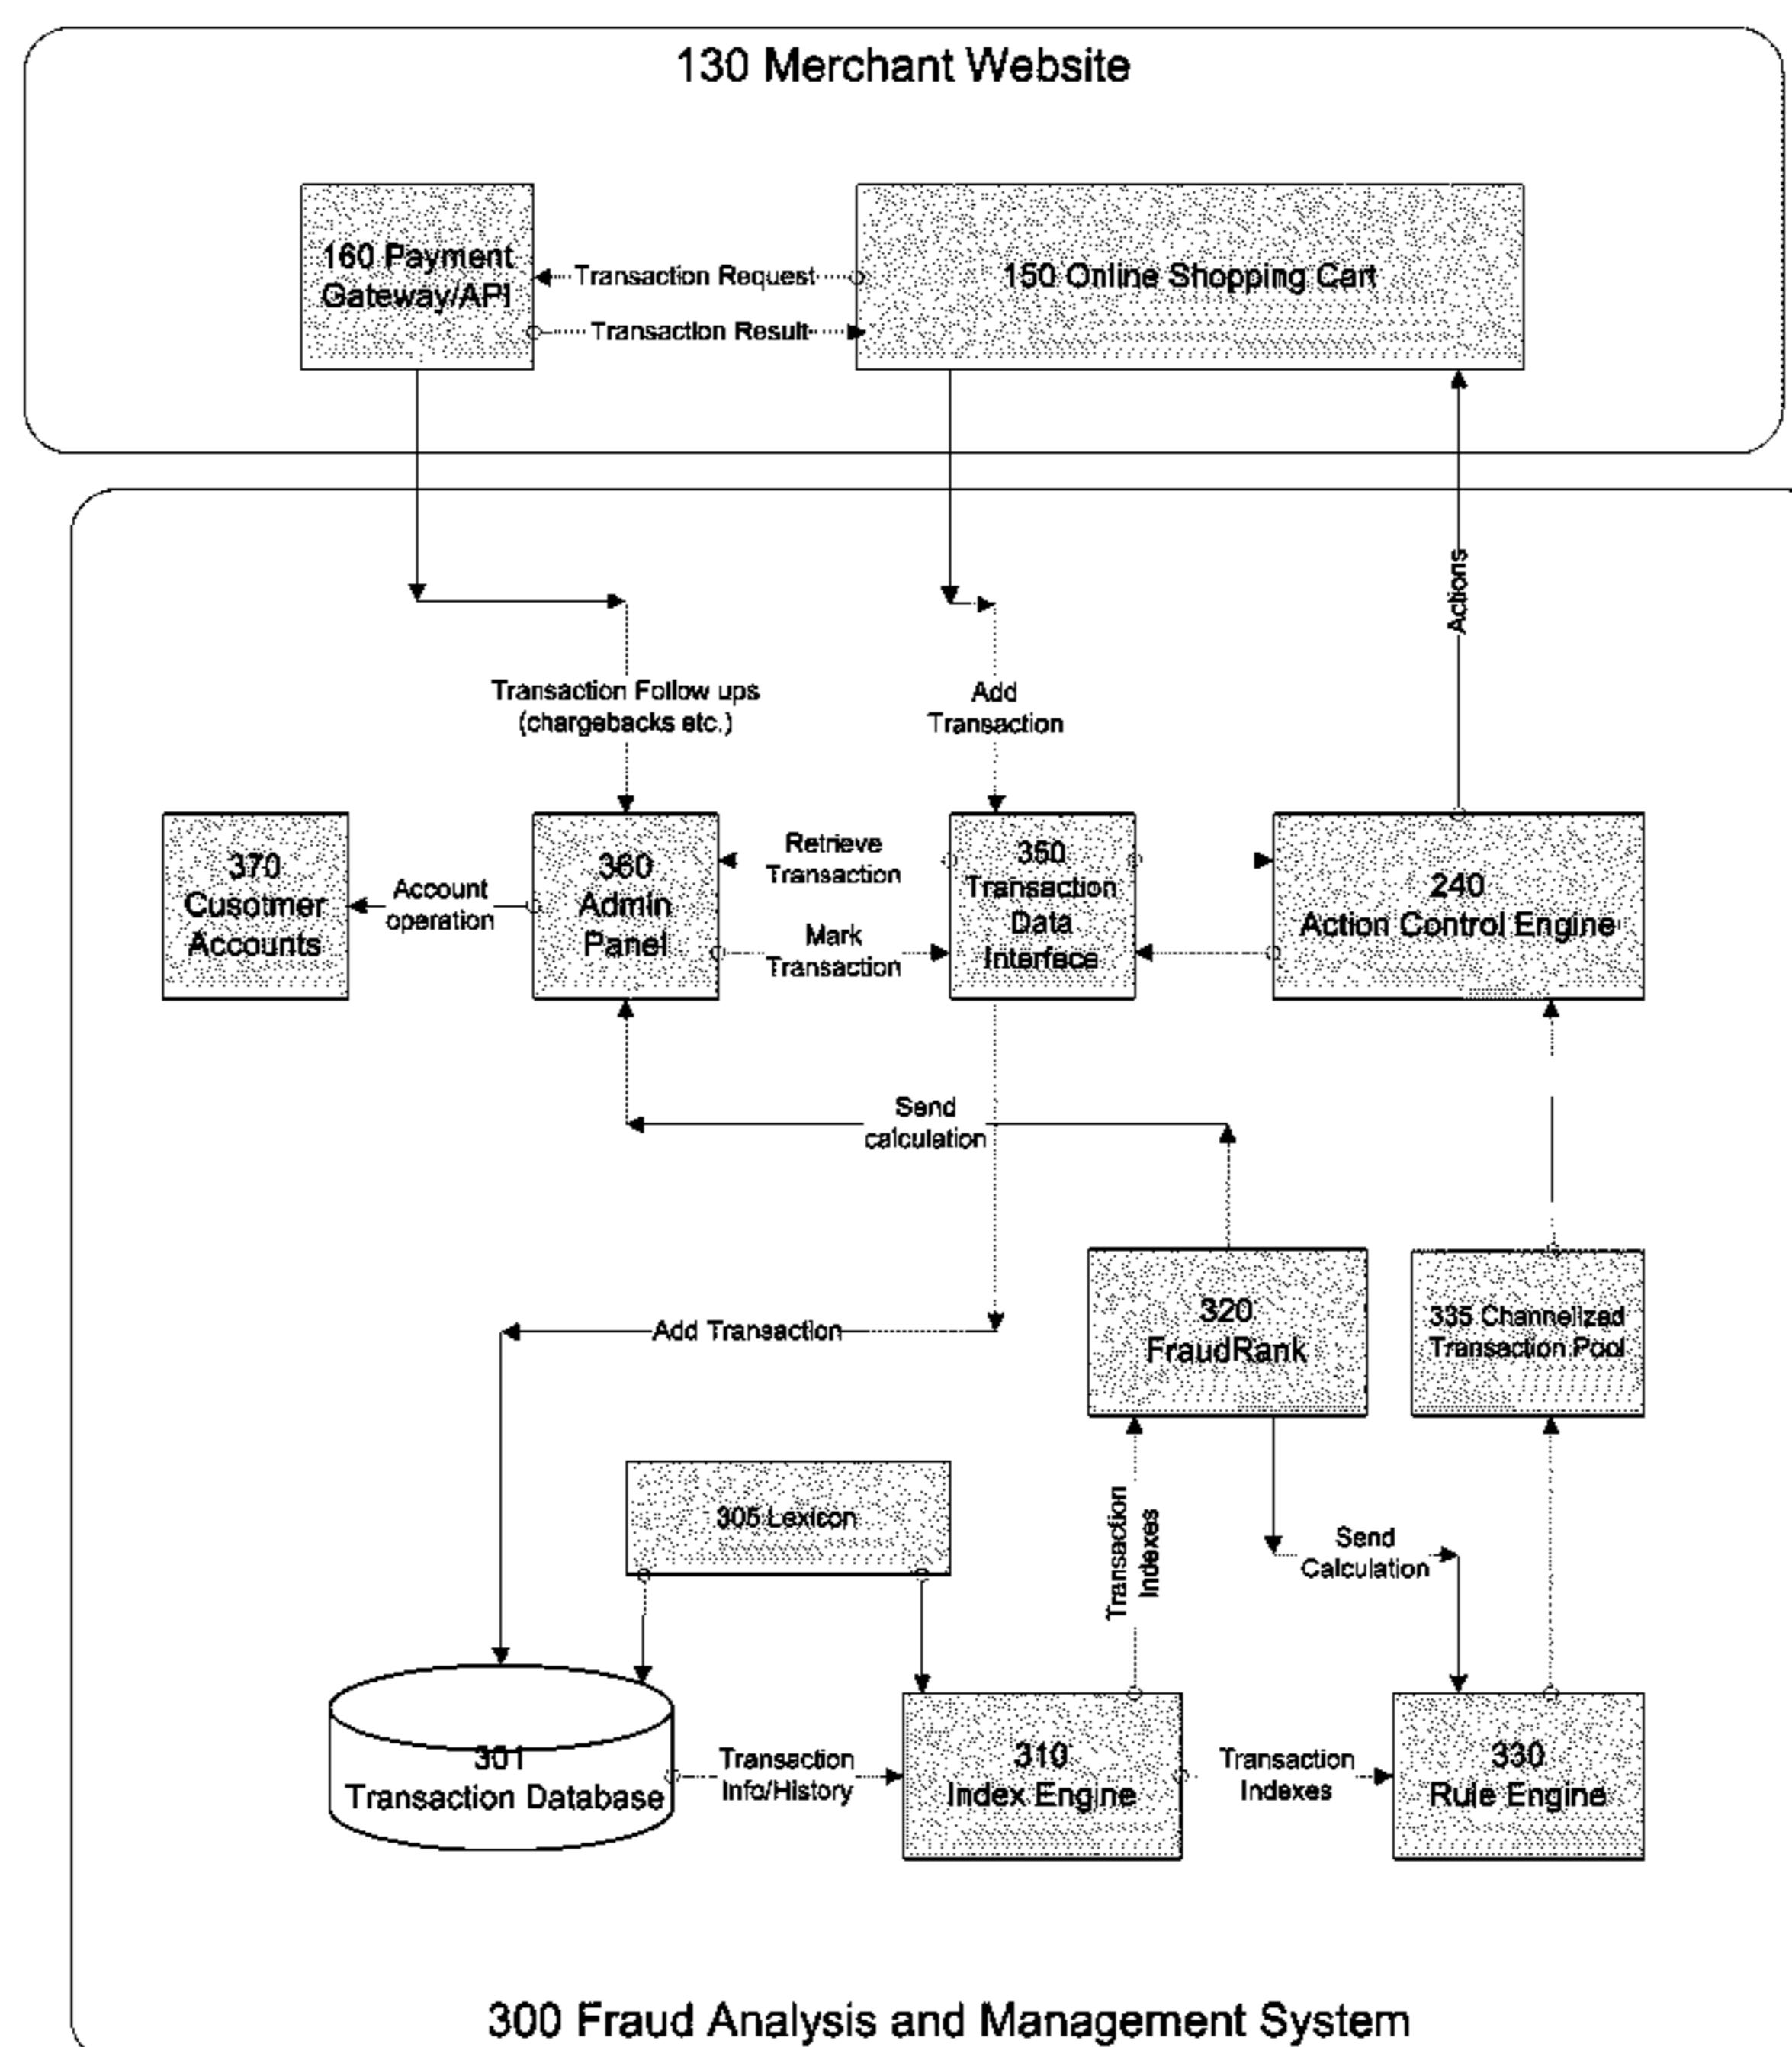 130 Merchant Website
160 Payment
Gateway/API
Transaction Request
Transaction Result
150 Online Shopping Cart
Actions
Transaction Follow ups
(chargebacks etc.)
Add
Transaction
370
Cusotmer
Accounts
Account
operation
360
Admin
Panel
Retrieve
Transaction
Mark
Transaction
350
Transaction
Data
Interface
240
Action Control Engine
Send
calculation
Add Transaction
320
FraudRank
335 Channelized
Transaction Pool
305 Lexicon
Transaction
Indexes
Send
Calculation
301
Transaction Database
Transaction
Info/History
310
Index Engine
Transaction
Indexes
330
Rule Engine
300 Fraud Analysis and Management System